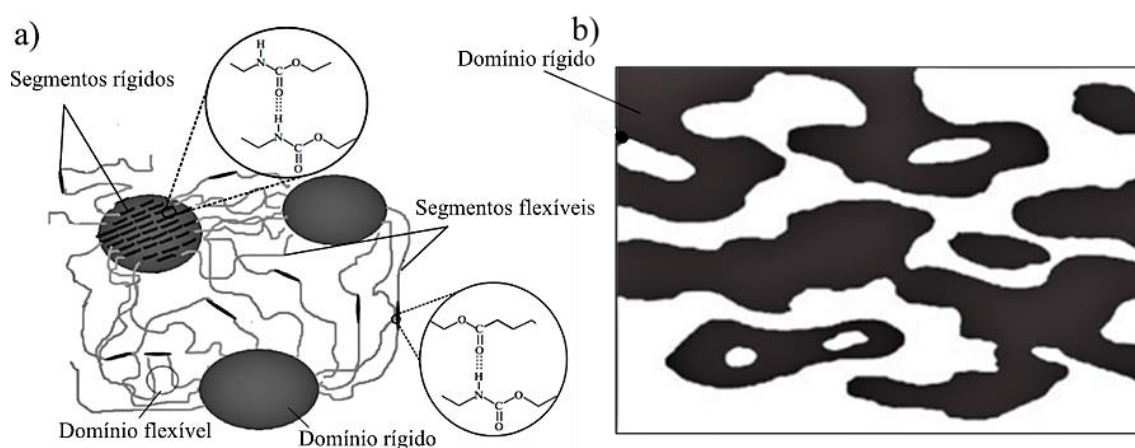 a)
Segmentos rígidos
H
N
C
O
O
H
N
C
O
O
Segmentos flexíveis
O
C
O
H
N
C
O
O
Domínio flexível
Domínio rígido
b)
Domínio rígido